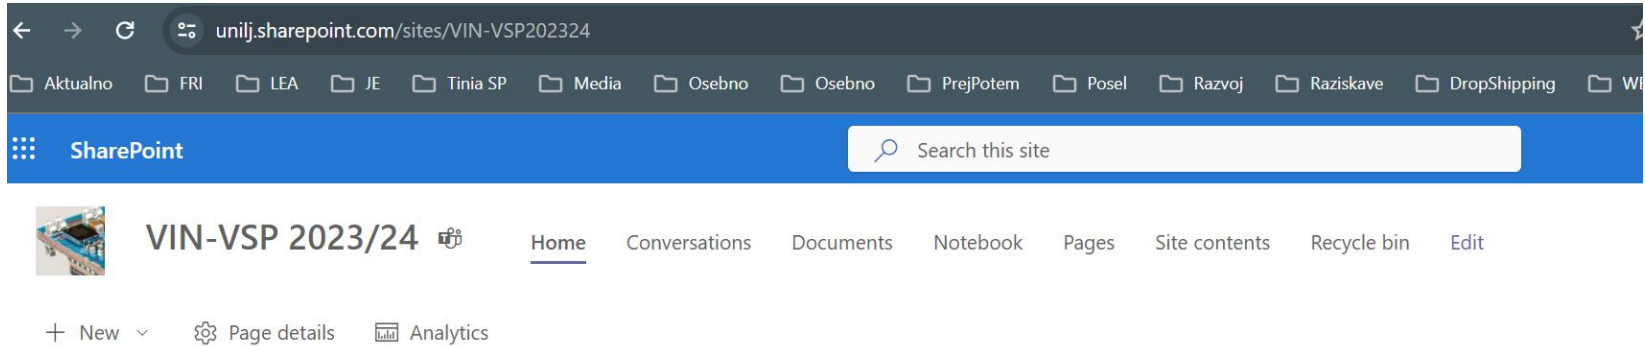 unilj.sharepoint.com/sites/VIN-VSP202324
Aktualno FRI LEA JE Tinia SP Media Osebno Osebno PrejPotem Posel Razvoj Raziskave DropShipping
SharePoint Search this site
VIN-VSP 2023/24 Home Conversations Documents Notebook Pages Site contents Recycle bin Edit
+ New Page details Analytics